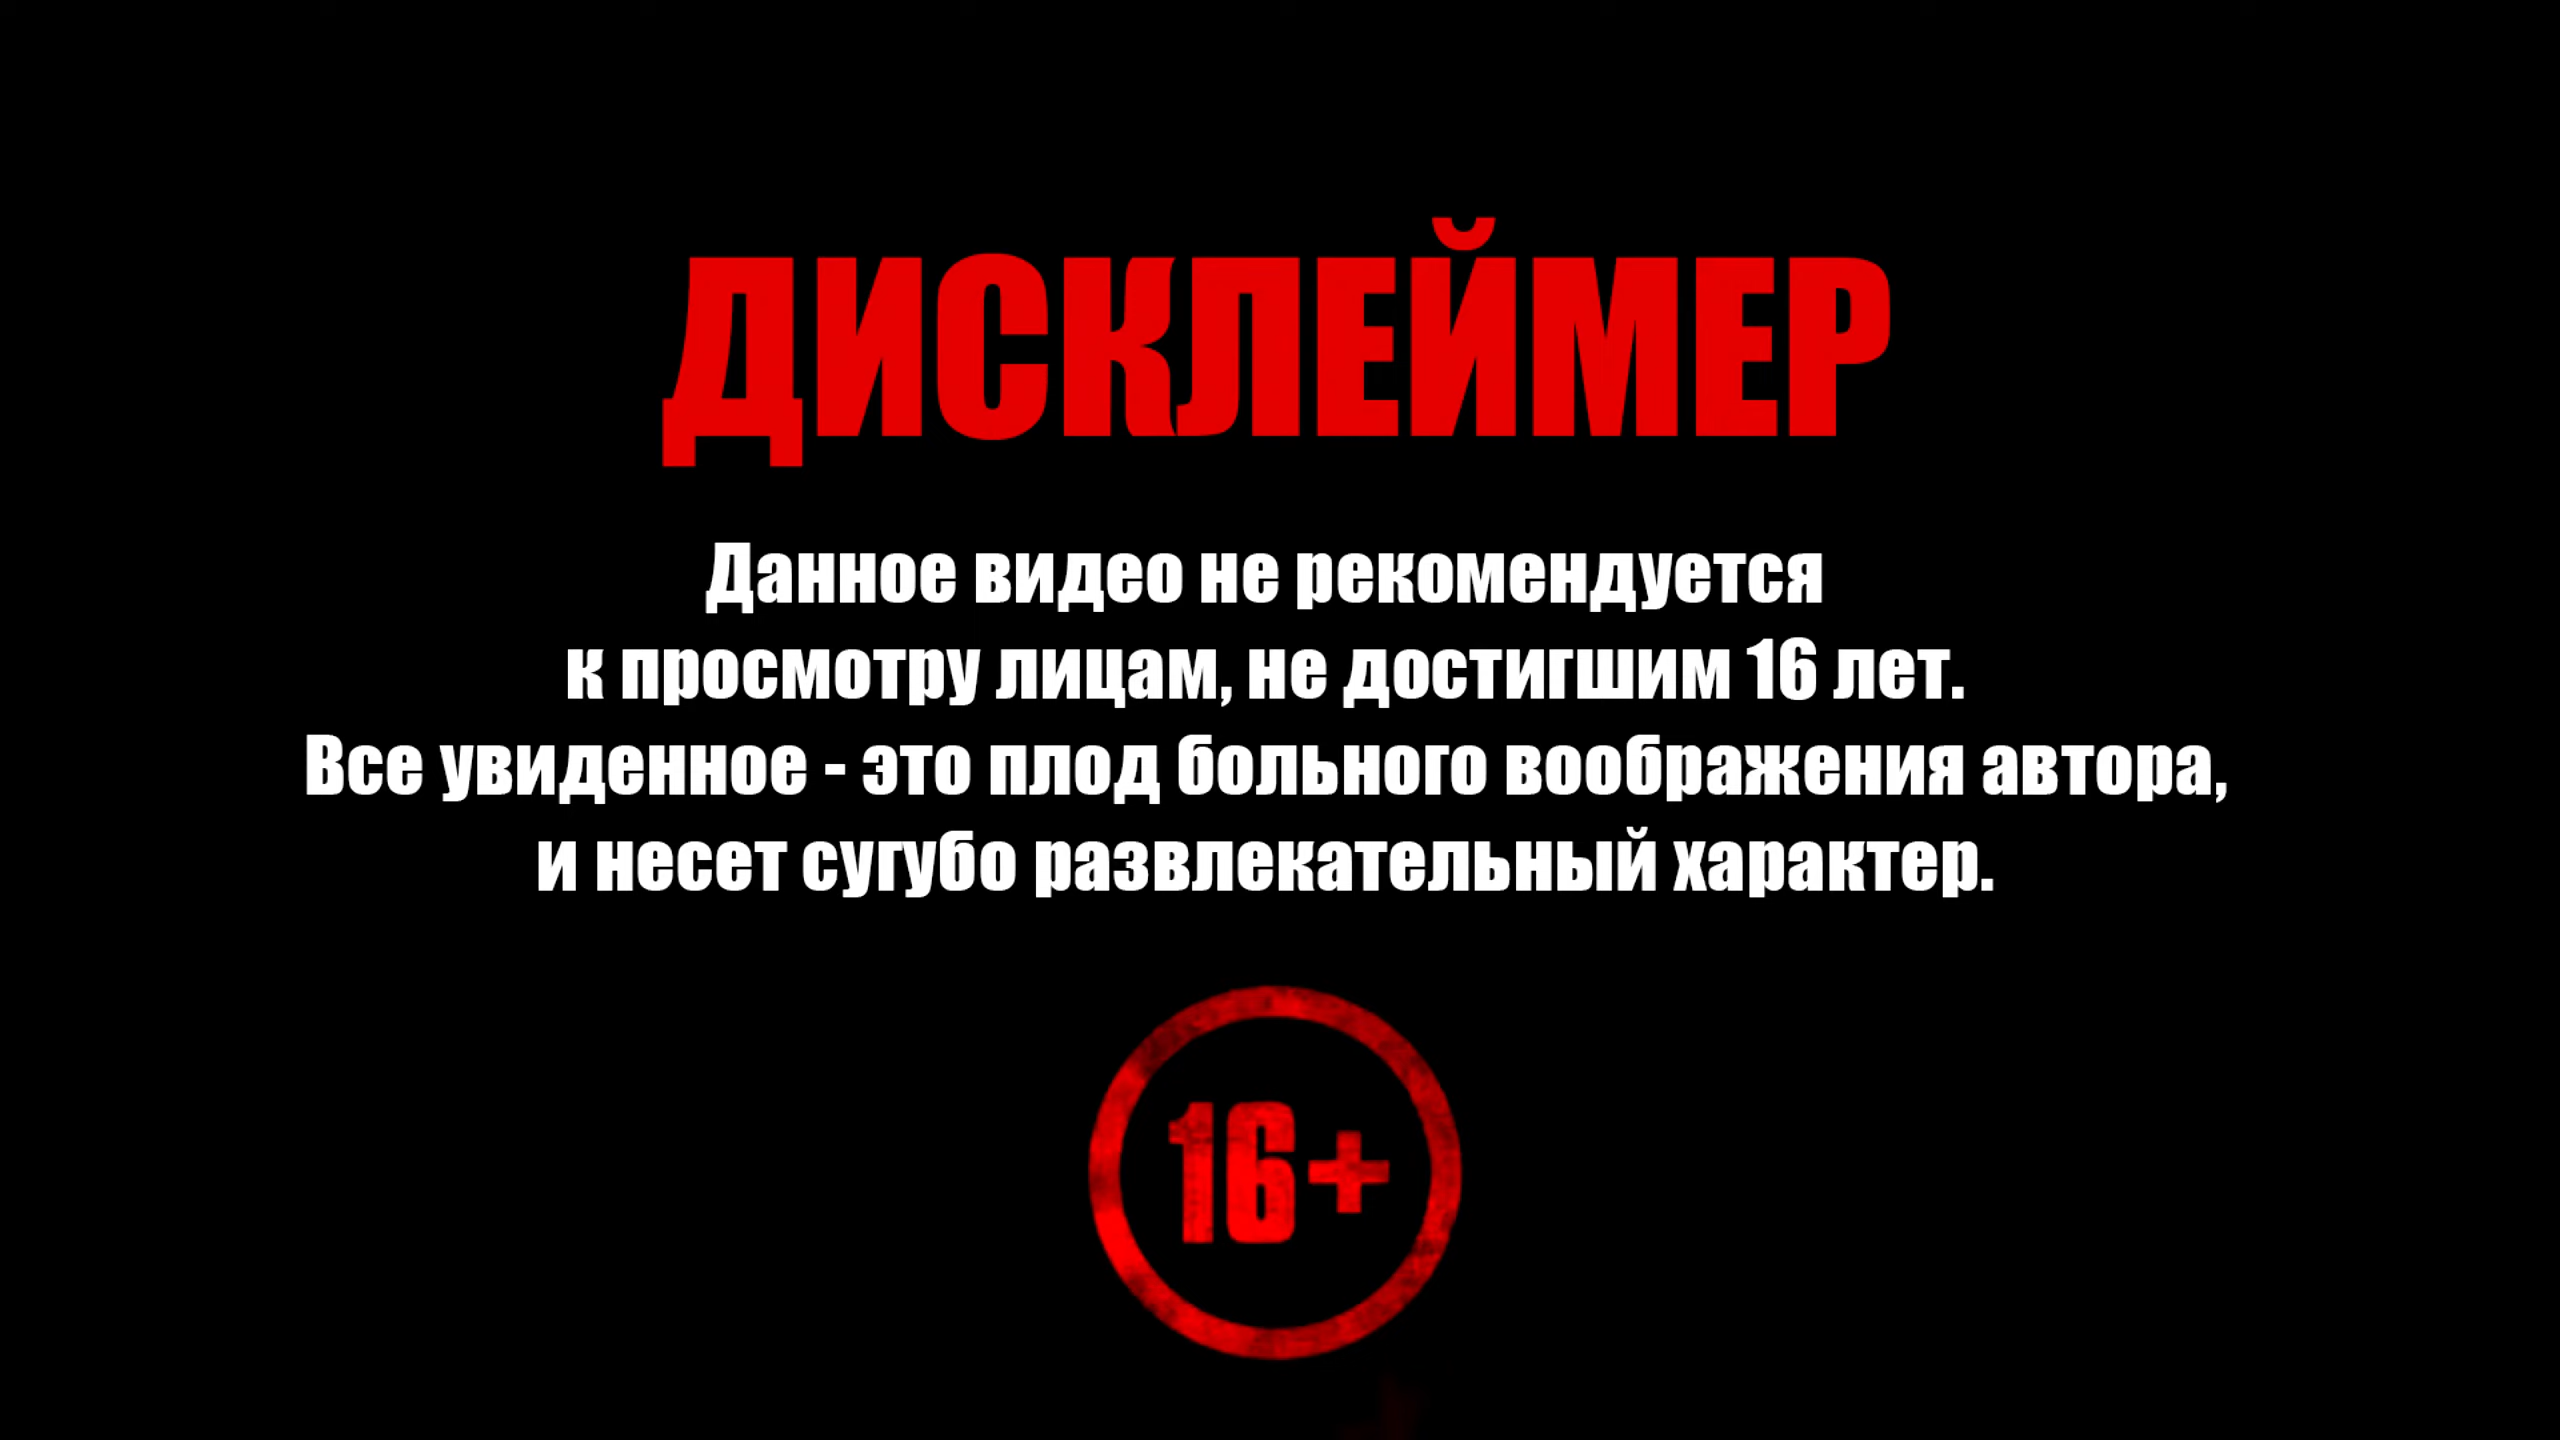 ДИСКЛЕЙМЕР
Данное видео не рекомендуется
к просмотру лицам, не достигшим 16 лет.
Все увиденное - это плод больного воображения автора,
и несет сугубо развлекательный характер.
16+